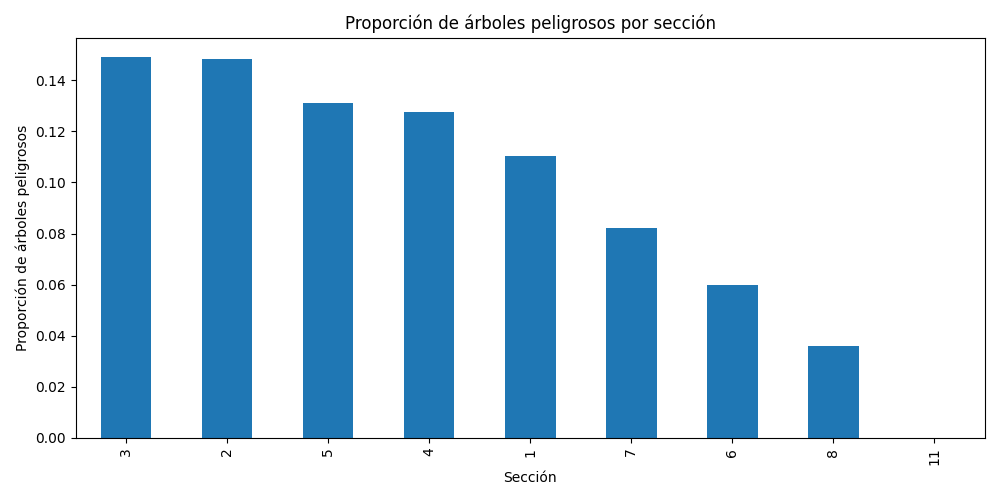 Proporción de árboles peligrosos por sección
Proporción de árboles peligrosos
0.14
0.12
0.10
0.08
0.06
0.04
0.02
0.00
3 2 5 4 1 7 6 8 11
Sección